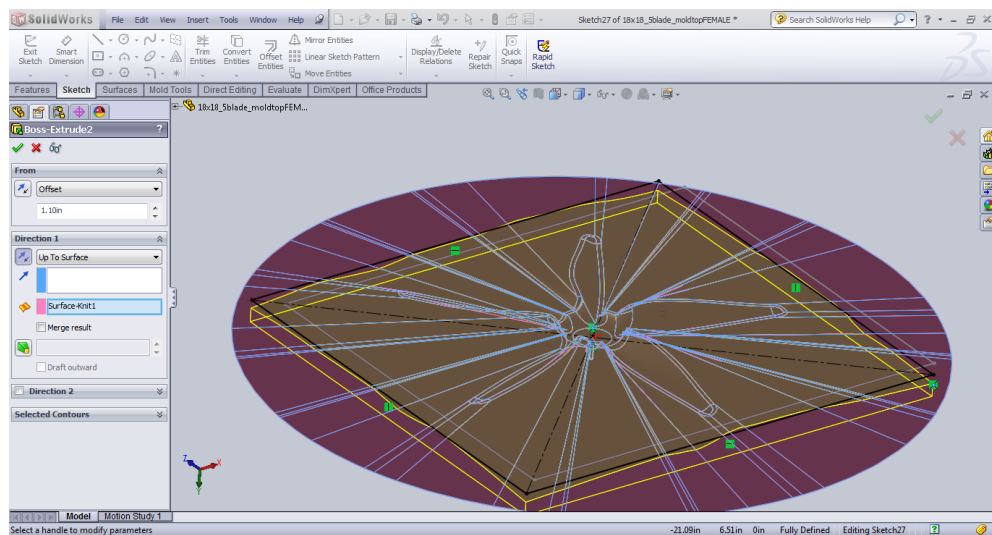 SolidWorks File Edit View Insert Tools Window Help Sketch27 of 18x18_5blade_moldtopFEMALE * Search SolidWorks Help
Exit Sketch
Smart Dimension
Trim Entities
Convert Entities
Offset Entities
Mirror Entities
Linear Sketch Pattern
Move Entities
Display/Delete Relations
Repair Sketch
Quick Snaps
Rapid Sketch
Features Sketch Surfaces Mold Tools Direct Editing Evaluate DimXpert Office Products
18x18_5blade_moldtopFEM...
Boss-Extrude2 ?
From
Offset
1.10in
Direction 1
Up To Surface
Surface-Knit1
Merge result
Draft outward
Direction 2
Selected Contours
Z X
Y
Model Motion Study 1
Select a handle to modify parameters -21.09in 6.51in 0in Fully Defined Editing Sketch27